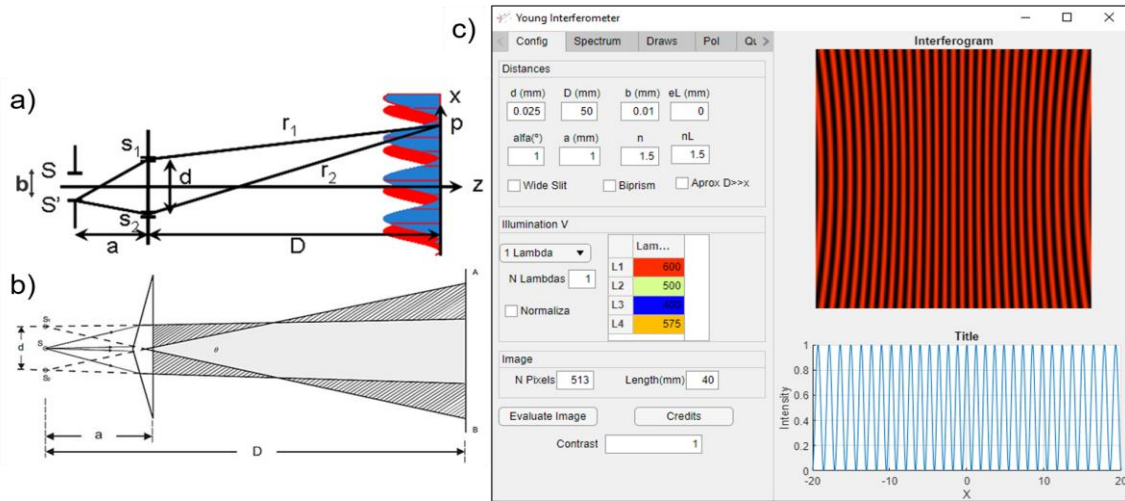 a)
S
S'
b
s₁
s₂
d
r₁
r₂
x
p
z
a
D
b)
S
d
θ
A
B
a
D
c)
Young Interferometer
Config Spectrum Draws Pol
Distances
d (mm) D (mm) b (mm) eL (mm)
0.025 50 0.01 0
alfa(º) a (mm) n nL
1 1 1.5 1.5
Wide Slit Biprism Aprox D>>x
Illumination V
1 Lambda
N Lambdas 1
Normaliza
Lam...
L1 600
L2 500
L3
L4 575
Image
N Pixels 513 Length(mm) 40
Evaluate Image Credits
Contrast 1
Interferogram
Title
Intensity
1
0.8
0.6
0.4
0.2
0
-20 -10 0 10 20
X